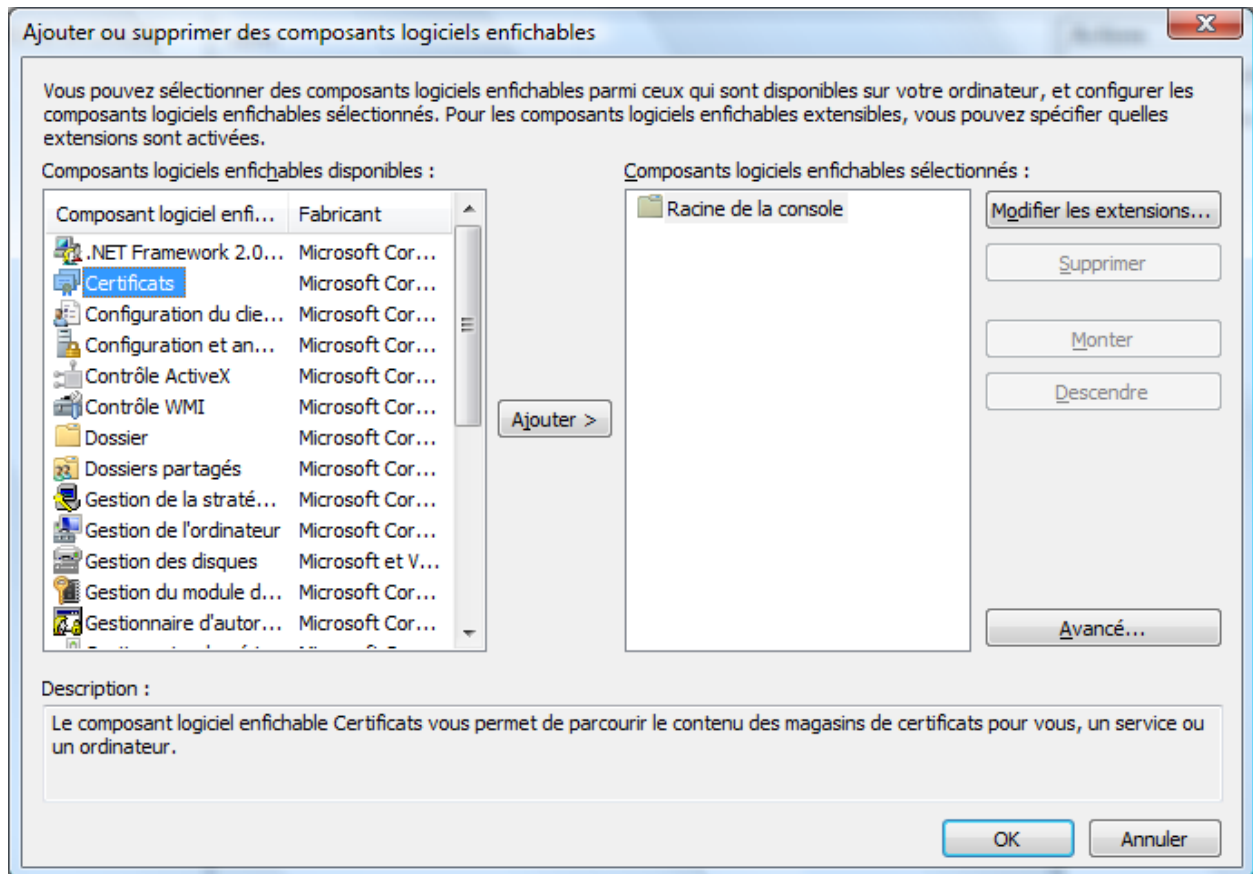 Ajouter ou supprimer des composants logiciels enfichables
Vous pouvez sélectionner des composants logiciels enfichables parmi ceux qui sont disponibles sur votre ordinateur, et configurer les
composants logiciels enfichables sélectionnés. Pour les composants logiciels enfichables extensibles, vous pouvez spécifier quelles
extensions sont activées.
Composants logiciels enfichables disponibles :
Composant logiciel enfi... Fabricant
.NET Framework 2.0... Microsoft Cor...
Certificats Microsoft Cor...
Configuration du clie... Microsoft Cor...
Configuration et an... Microsoft Cor...
Contrôle ActiveX Microsoft Cor...
Contrôle WMI Microsoft Cor...
Dossier Microsoft Cor...
Dossiers partagés Microsoft Cor...
Gestion de la straté... Microsoft Cor...
Gestion de l'ordinateur Microsoft Cor...
Gestion des disques Microsoft et V...
Gestion du module d... Microsoft Cor...
Gestionnaire d'autor... Microsoft Cor...
Ajouter >
Composants logiciels enfichables sélectionnés :
Racine de la console
Modifier les extensions...
Supprimer
Monter
Descendre
Avancé...
Description :
Le composant logiciel enfichable Certificats vous permet de parcourir le contenu des magasins de certificats pour vous, un service ou
un ordinateur.
OK
Annuler